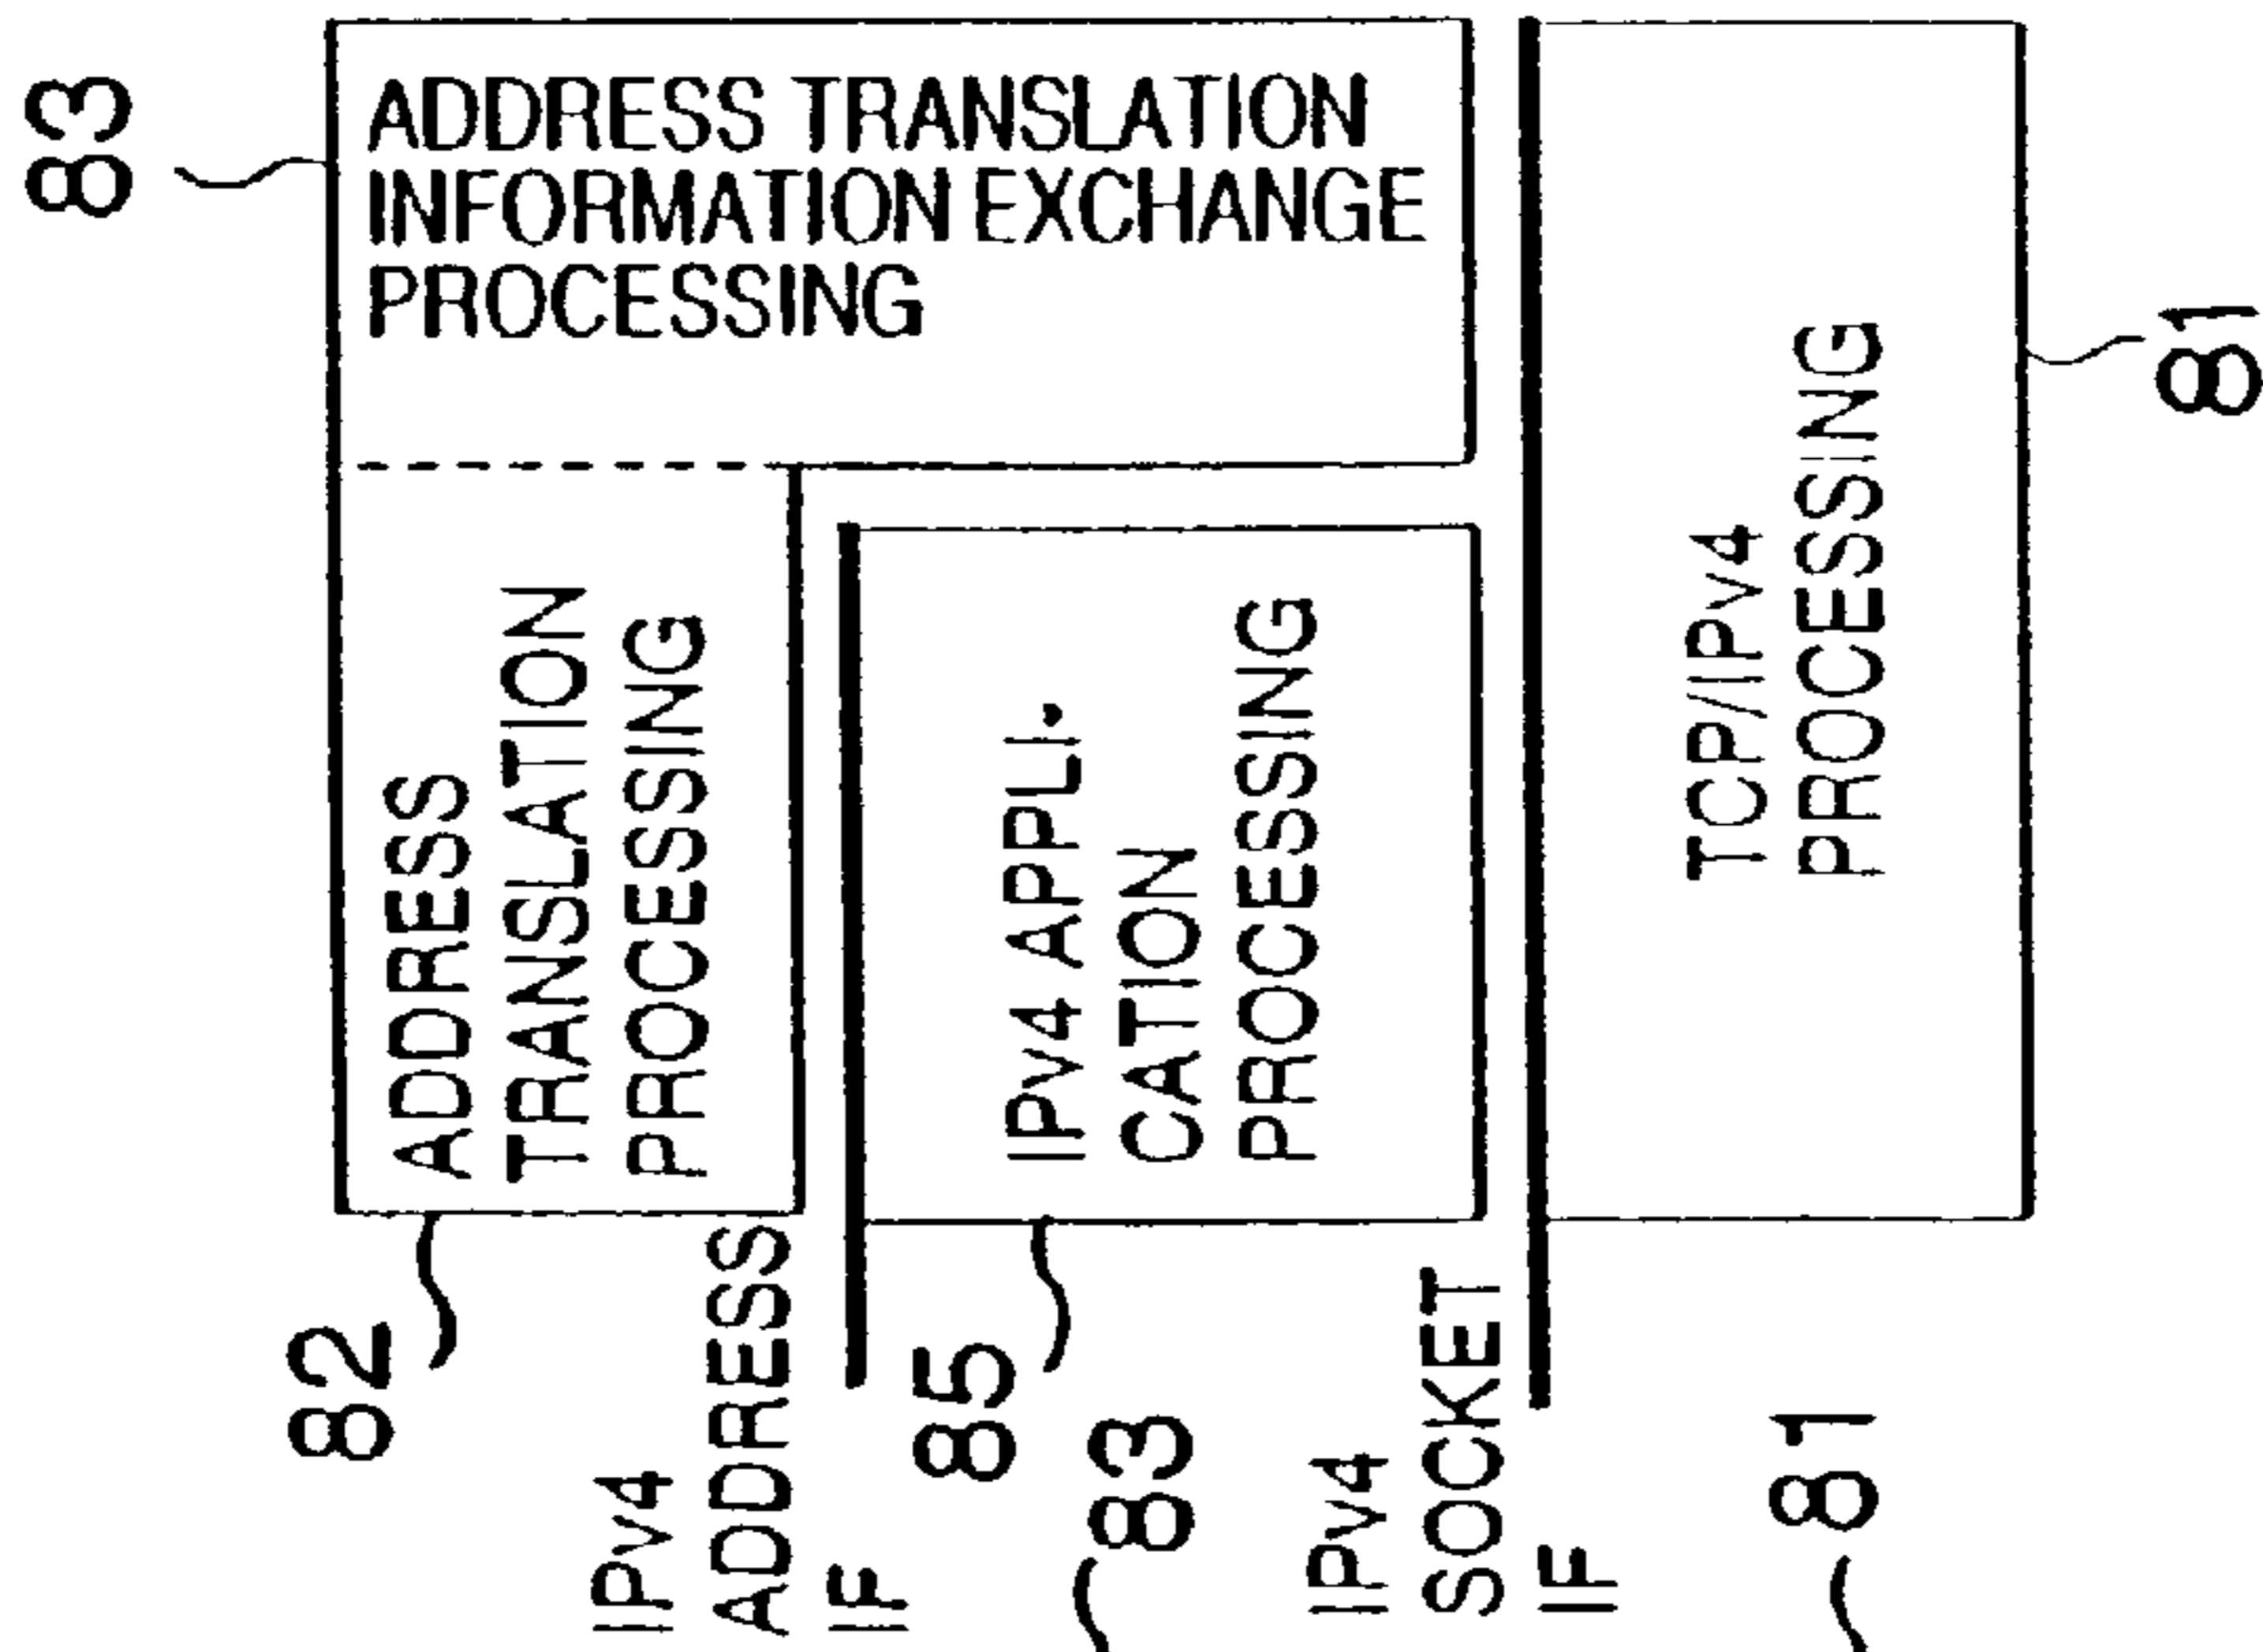 83
ADDRESS TRANSLATION
INFORMATION EXCHANGE
PROCESSING
82
ADDRESS
TRANSLATION
PROCESSING
IPv4
ADDRESS
IF
85
IPv4 APPLI.
CATION
PROCESSING
83
IPv4
SOCKET
IF
TCP/IPv4
PROCESSING
81
81